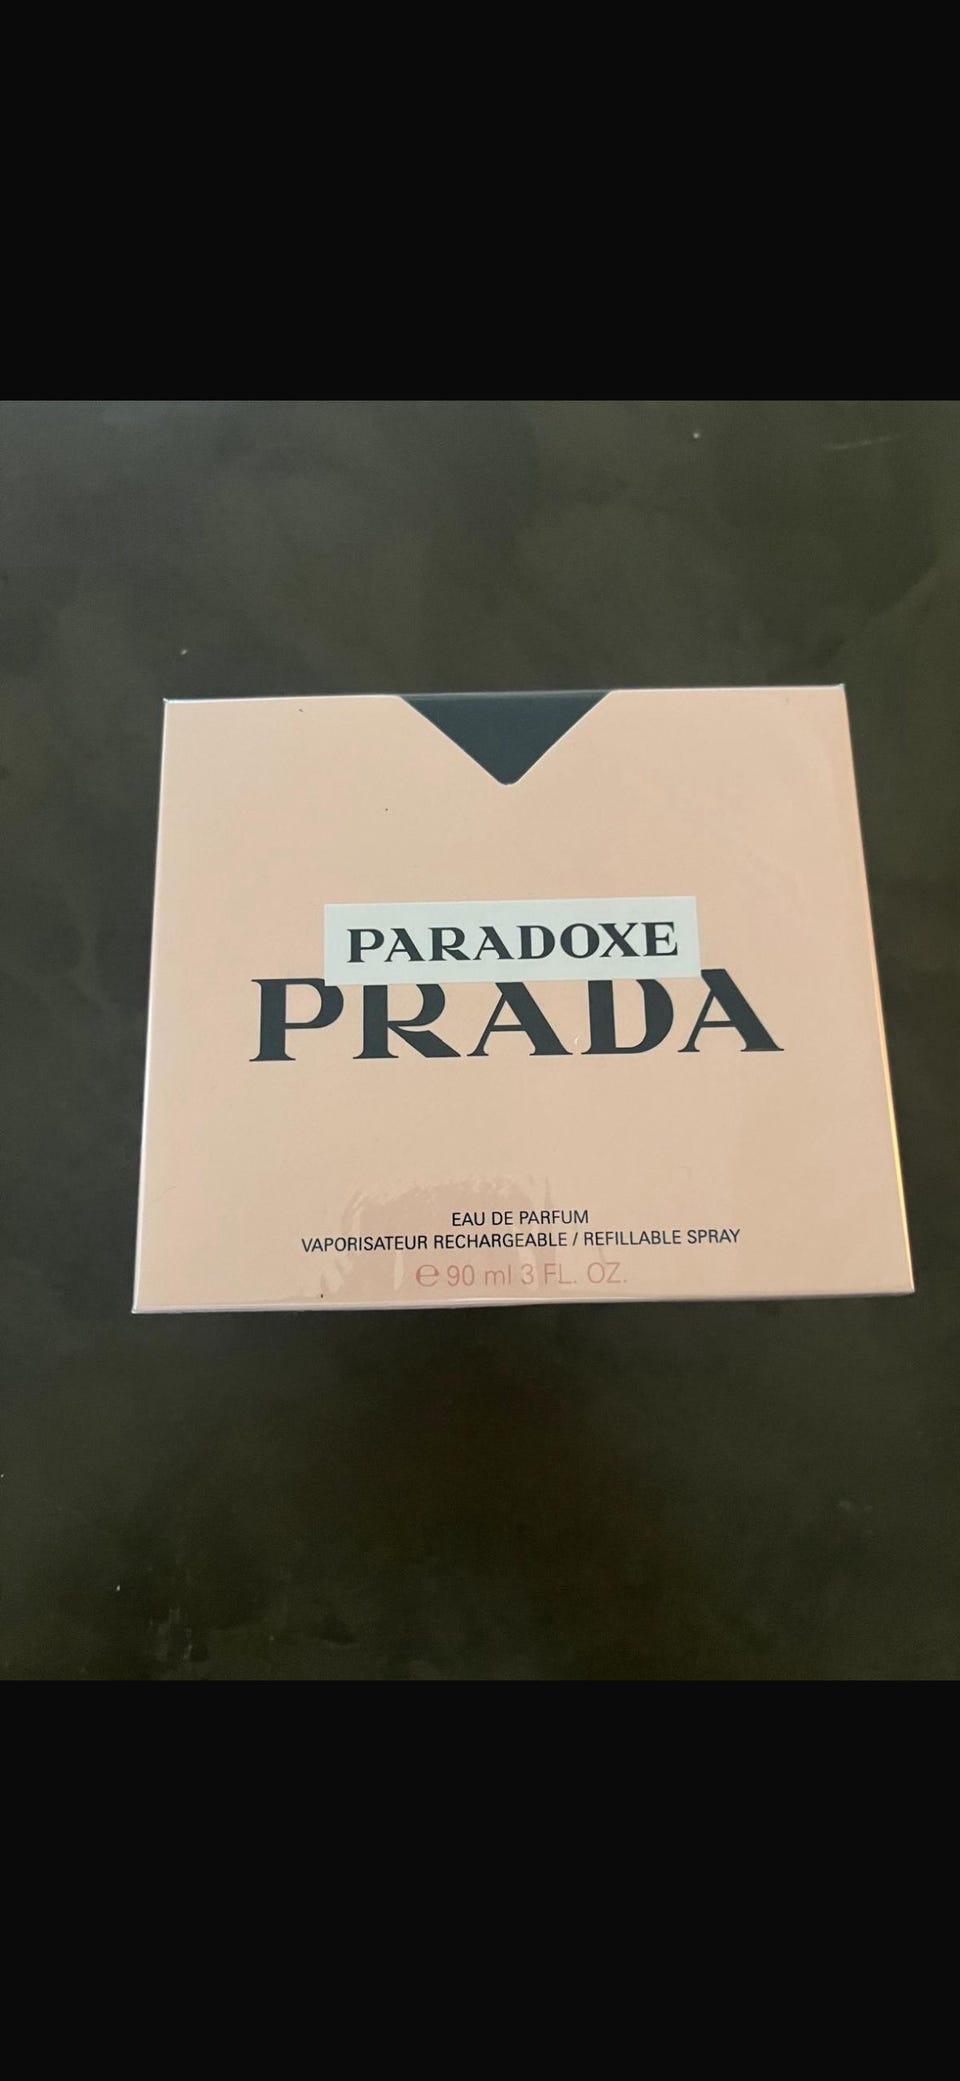 PARADOXE
PRADA
EAU DE PARFUM
VAPORISATEUR RECHARGEABLE / REFILLABLE SPRAY
℮ 90 ml 3 FL. OZ.